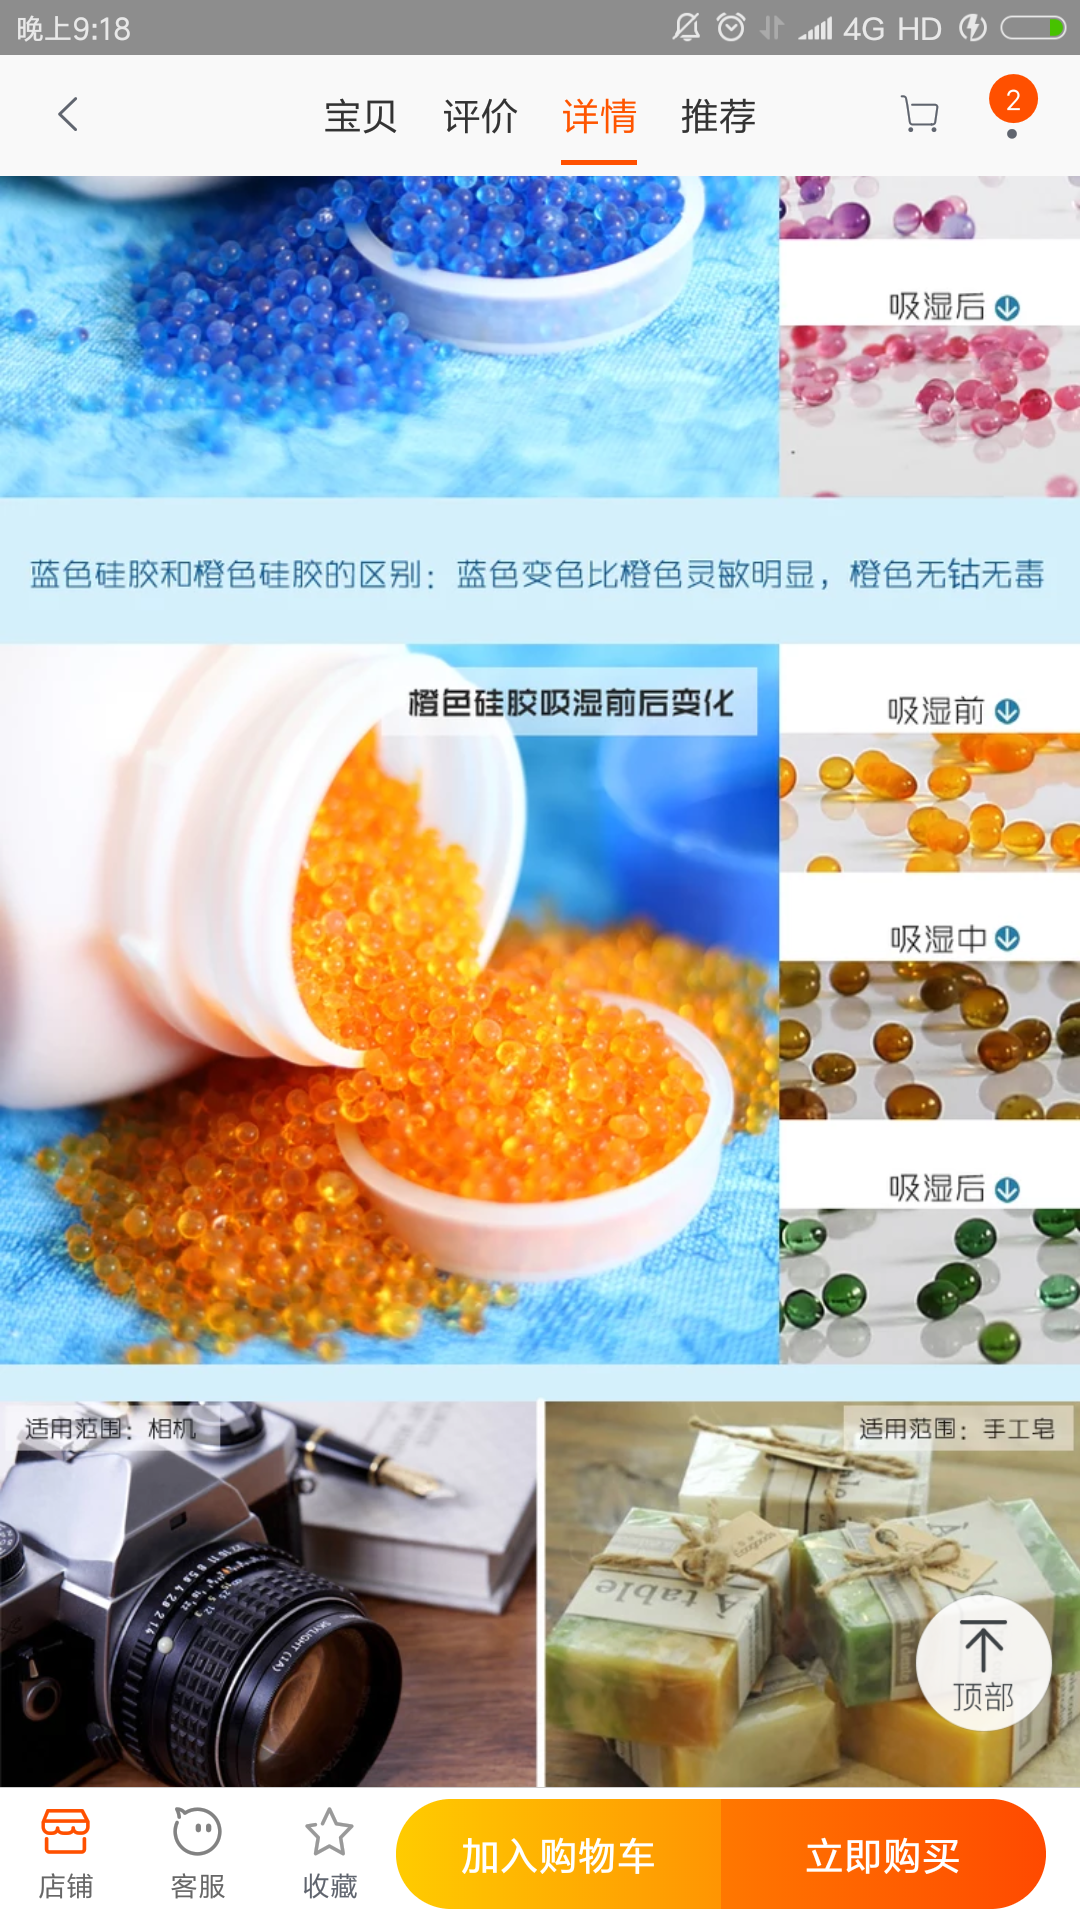 晚上9:18
4G HD
宝贝 评价 详情 推荐
2
吸湿后
蓝色硅胶和橙色硅胶的区别：蓝色变色比橙色灵敏明显，橙色无钴无毒
橙色硅胶吸湿前后变化
吸湿前
吸湿中
吸湿后
适用范围：相机
适用范围：手工皂
SKYLIGHT (1A)
A table
顶部
店铺 客服 收藏 加入购物车 立即购买